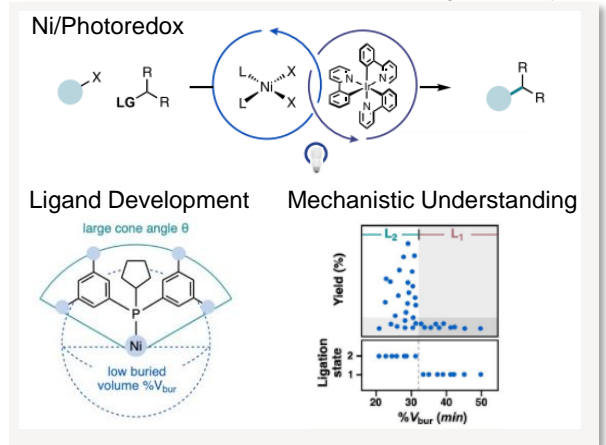 Ni/Photoredox
X
LG
R
R
L
L
Ni
X
X
N
N
N
Ir
N
R
R
Ligand Development
Mechanistic Understanding
large cone angle θ
P
Ni
low buried
volume %Vbur
L2
L1
Yield (%)
Ligation
state
2
1
20 30 40 50
%Vbur (min)